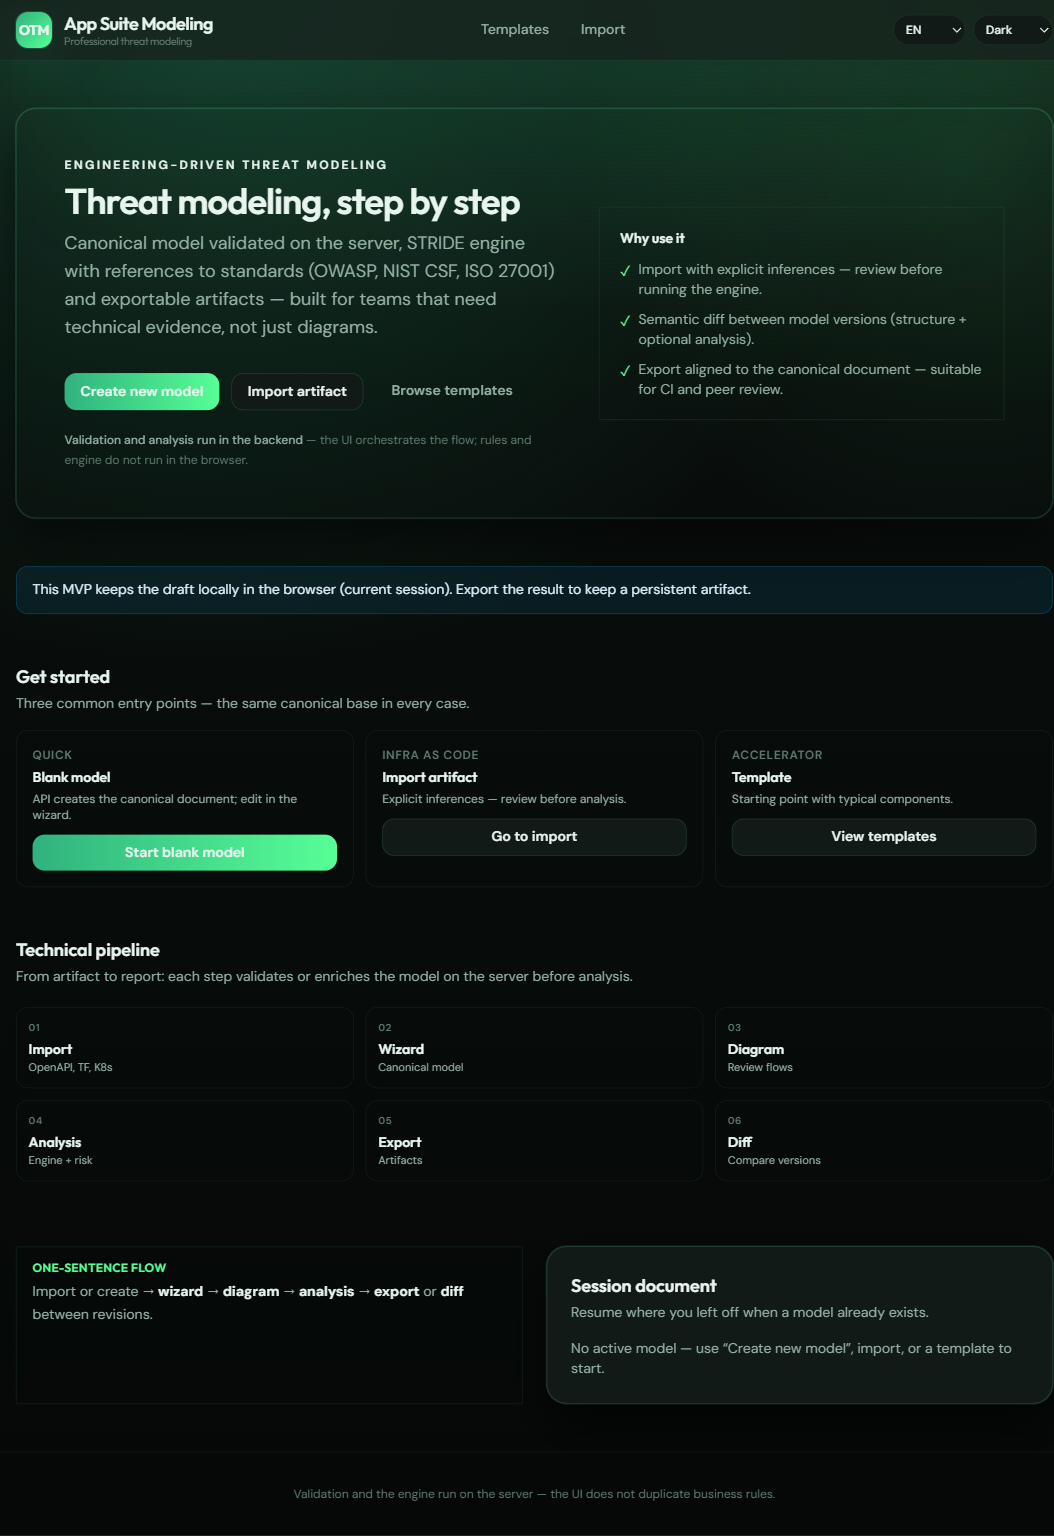 OTM
App Suite Modeling
Professional threat modeling
Templates
Import
EN
Dark
ENGINEERING-DRIVEN THREAT MODELING
Threat modeling, step by step
Canonical model validated on the server, STRIDE engine
with references to standards (OWASP, NIST CSF, ISO 27001)
and exportable artifacts — built for teams that need
technical evidence, not just diagrams.
Create new model
Import artifact
Browse templates
Validation and analysis run in the backend — the UI orchestrates the flow; rules and
engine do not run in the browser.
Why use it
✓ Import with explicit inferences — review before
running the engine.
✓ Semantic diff between model versions (structure +
optional analysis).
✓ Export aligned to the canonical document — suitable
for CI and peer review.
This MVP keeps the draft locally in the browser (current session). Export the result to keep a persistent artifact.
Get started
Three common entry points — the same canonical base in every case.
QUICK
Blank model
API creates the canonical document; edit in the
wizard.
Start blank model
INFRA AS CODE
Import artifact
Explicit inferences — review before analysis.
Go to import
ACCELERATOR
Template
Starting point with typical components.
View templates
Technical pipeline
From artifact to report: each step validates or enriches the model on the server before analysis.
01
Import
OpenAPI, TF, K8s
02
Wizard
Canonical model
03
Diagram
Review flows
04
Analysis
Engine + risk
05
Export
Artifacts
06
Diff
Compare versions
ONE-SENTENCE FLOW
Import or create → wizard → diagram → analysis → export or diff
between revisions.
Session document
Resume where you left off when a model already exists.
No active model — use “Create new model”, import, or a template to
start.
Validation and the engine run on the server — the UI does not duplicate business rules.